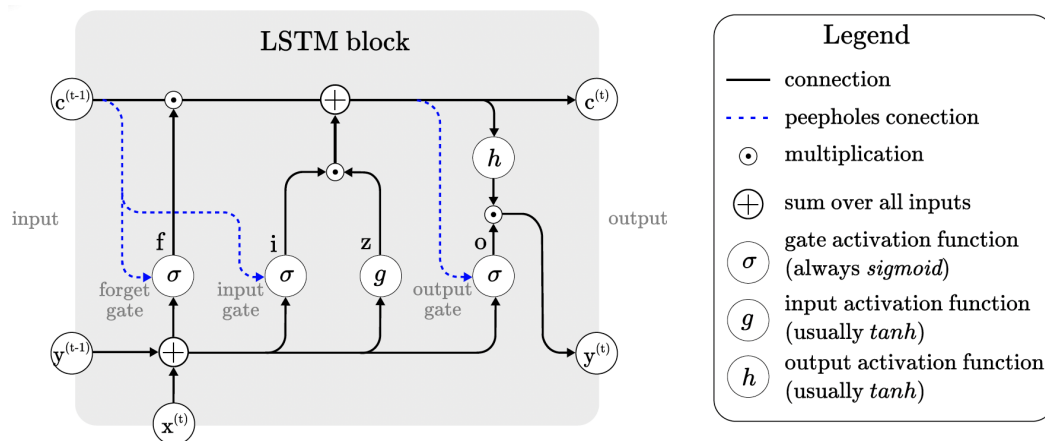 LSTM block
c(t-1)
c(t)
h
input
output
f
i
z
o
σ
σ
g
σ
forget
gate
input
gate
output
gate
y(t-1)
y(t)
x(t)
Legend
connection
peepholes conection
multiplication
sum over all inputs
σ
gate activation function
(always sigmoid)
g
input activation function
(usually tanh)
h
output activation function
(usually tanh)